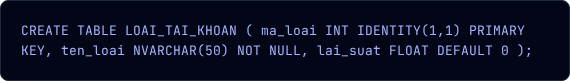 CREATE TABLE LOAI_TAI_KHOAN ( ma_loai INT IDENTITY(1,1) PRIMARY
KEY, ten_loai NVARCHAR(50) NOT NULL, lai_suat FLOAT DEFAULT 0 );